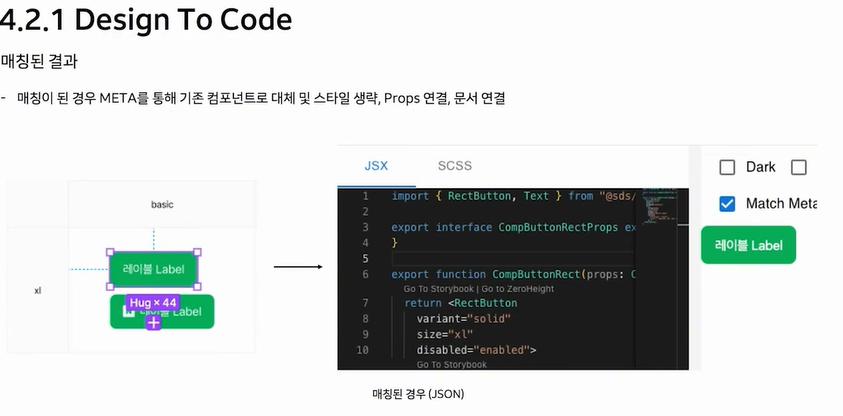 4.2.1 Design To Code
매칭된 결과
- 매칭이 된 경우 META를 통해 기존 컴포넌트로 대체 및 스타일 생략, Props 연결, 문서 연결
basic
xl
레이블 Label
Hug × 44
Label
JSX SCSS
1 import { RectButton, Text } from "@sds/
2
3 export interface CompButtonRectProps ex
4 }
5
6 export function CompButtonRect(props: C
Go To Storybook | Go to ZeroHeight
7 return <RectButton
8 variant="solid"
9 size="xl"
10 disabled="enabled">
Go To Storybook
Dark
Match Meta
레이블 Label
매칭된 경우 (JSON)